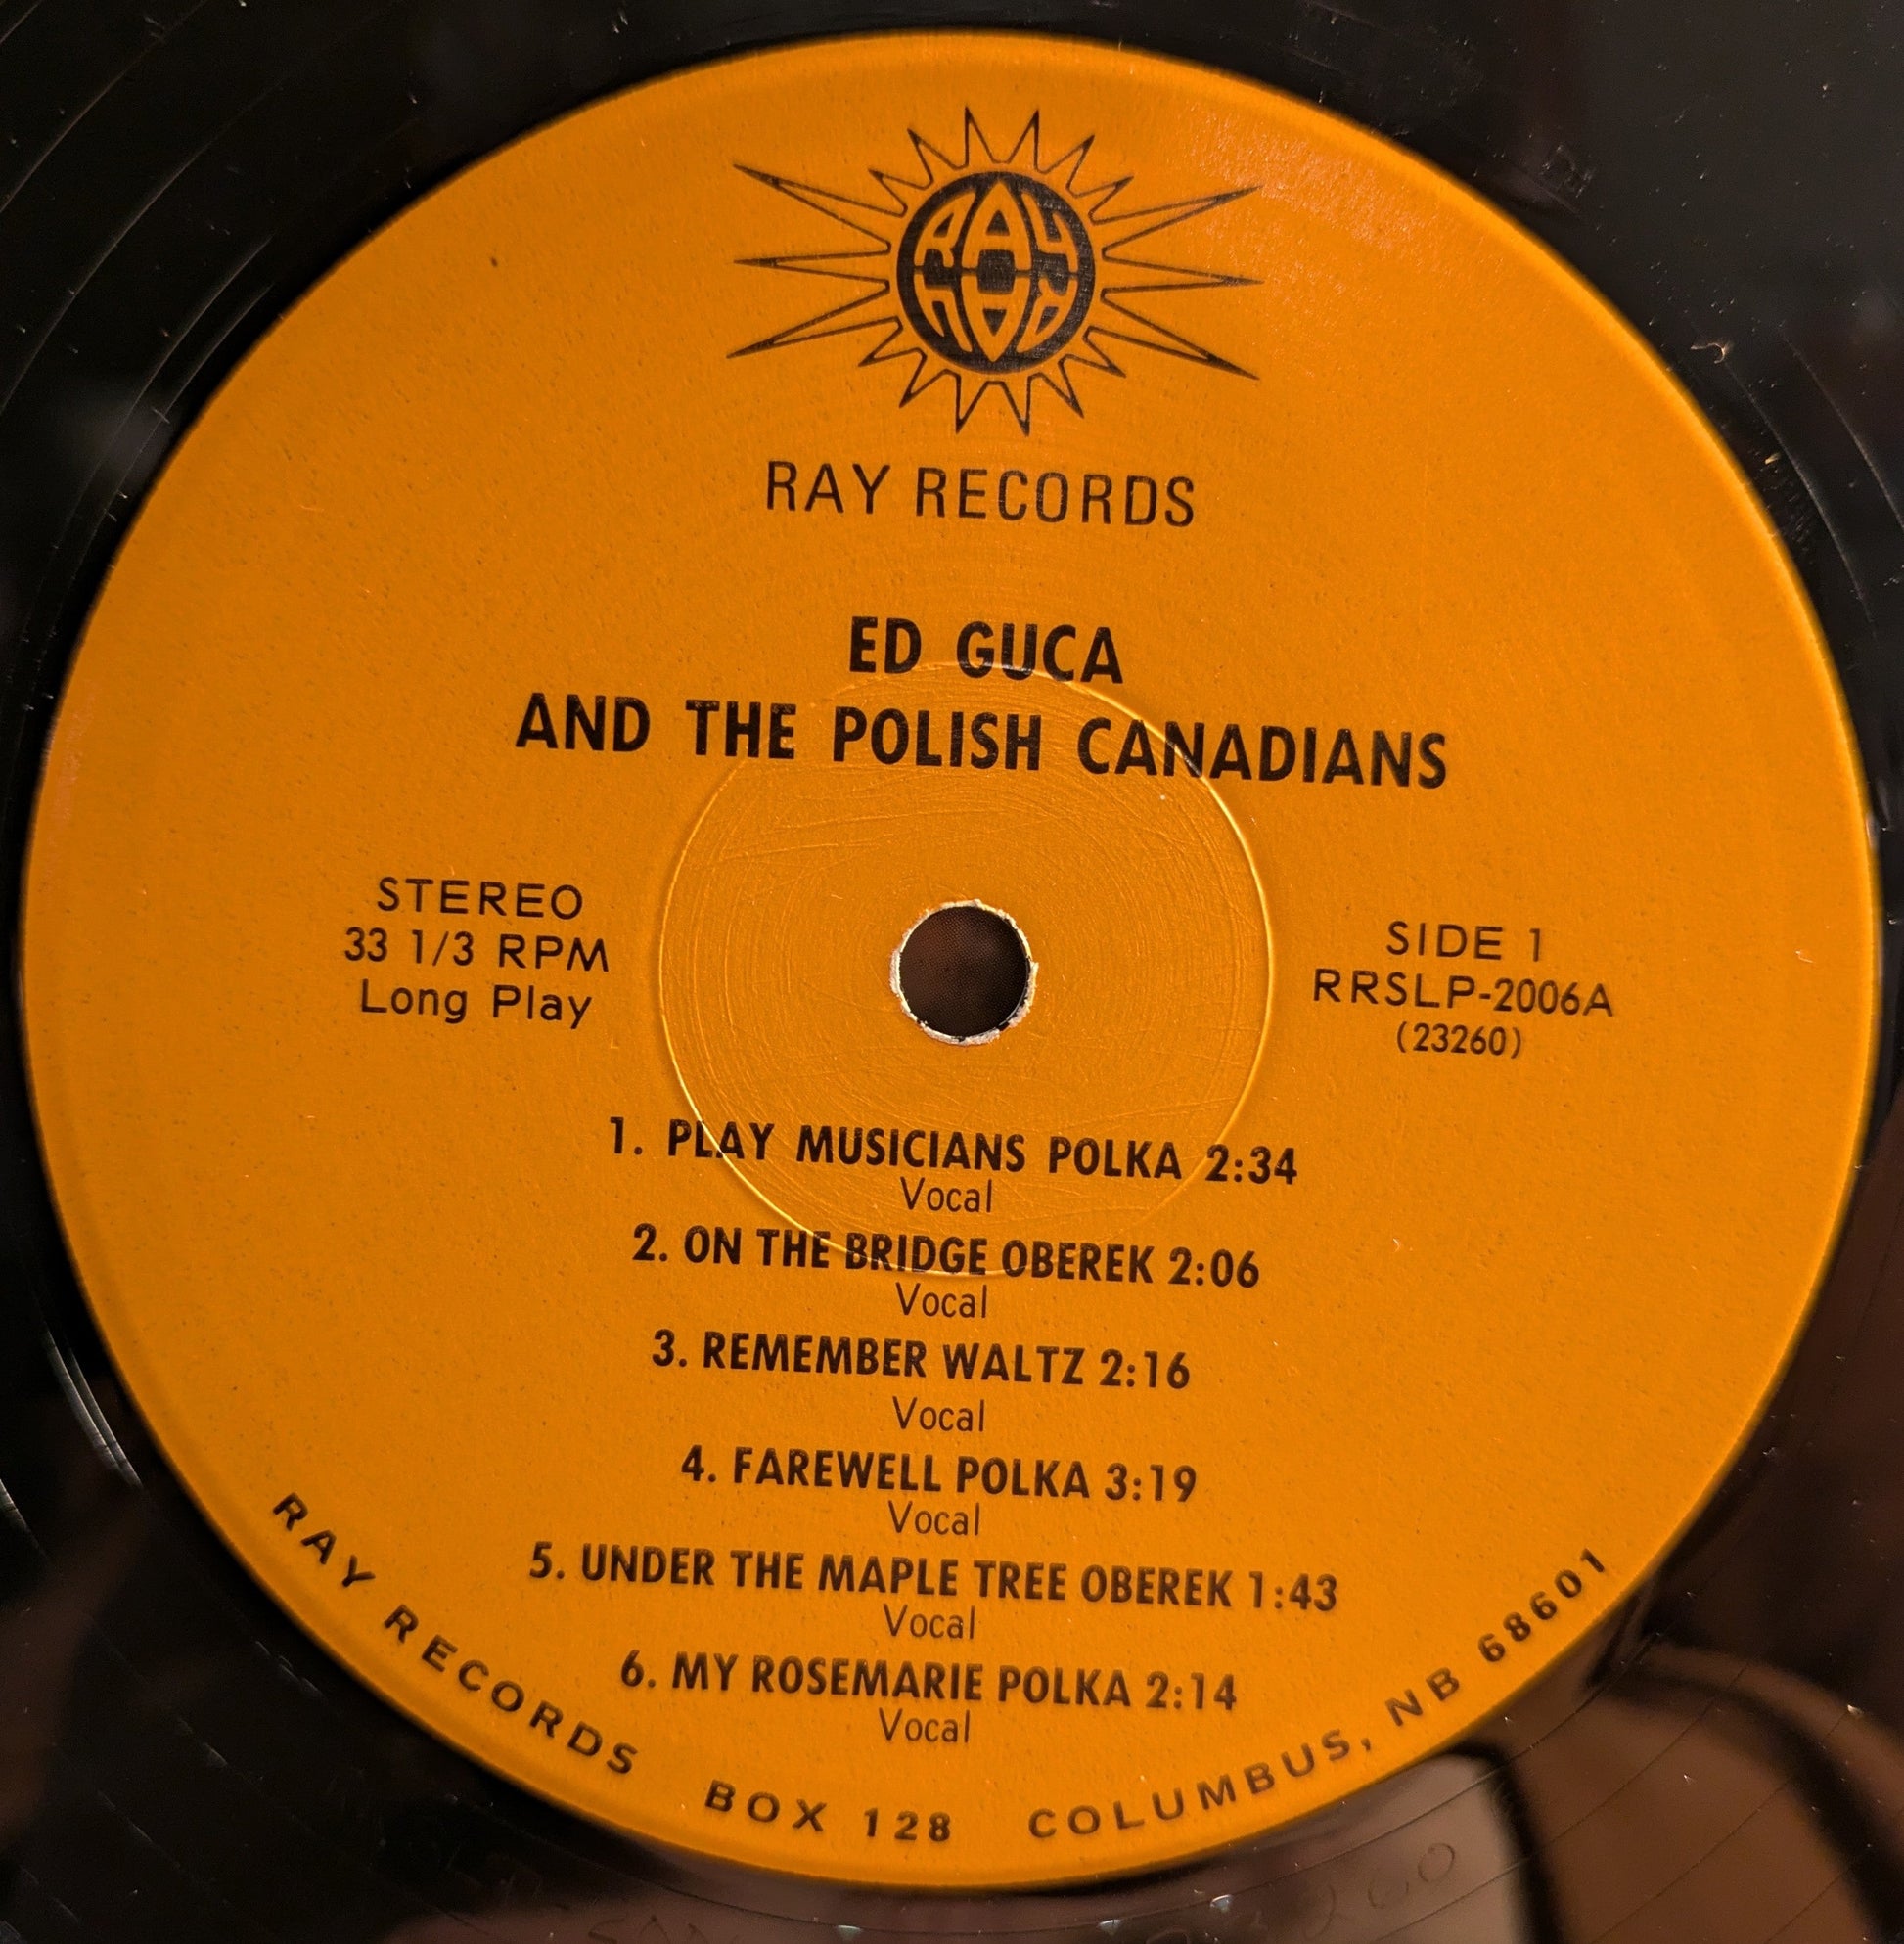 RAY
RAY RECORDS
ED GUCA
AND THE POLISH CANADIANS
STEREO
33 1/3 RPM
Long Play
SIDE 1
RRSLP-2006A
(23260)
1. PLAY MUSICIANS POLKA 2:34
Vocal
2. ON THE BRIDGE OBEREK 2:06
Vocal
3. REMEMBER WALTZ 2:16
Vocal
4. FAREWELL POLKA 3:19
Vocal
5. UNDER THE MAPLE TREE OBEREK 1:43
Vocal
6. MY ROSEMARIE POLKA 2:14
Vocal
RAY RECORDS BOX 128 COLUMBUS, NB 68601